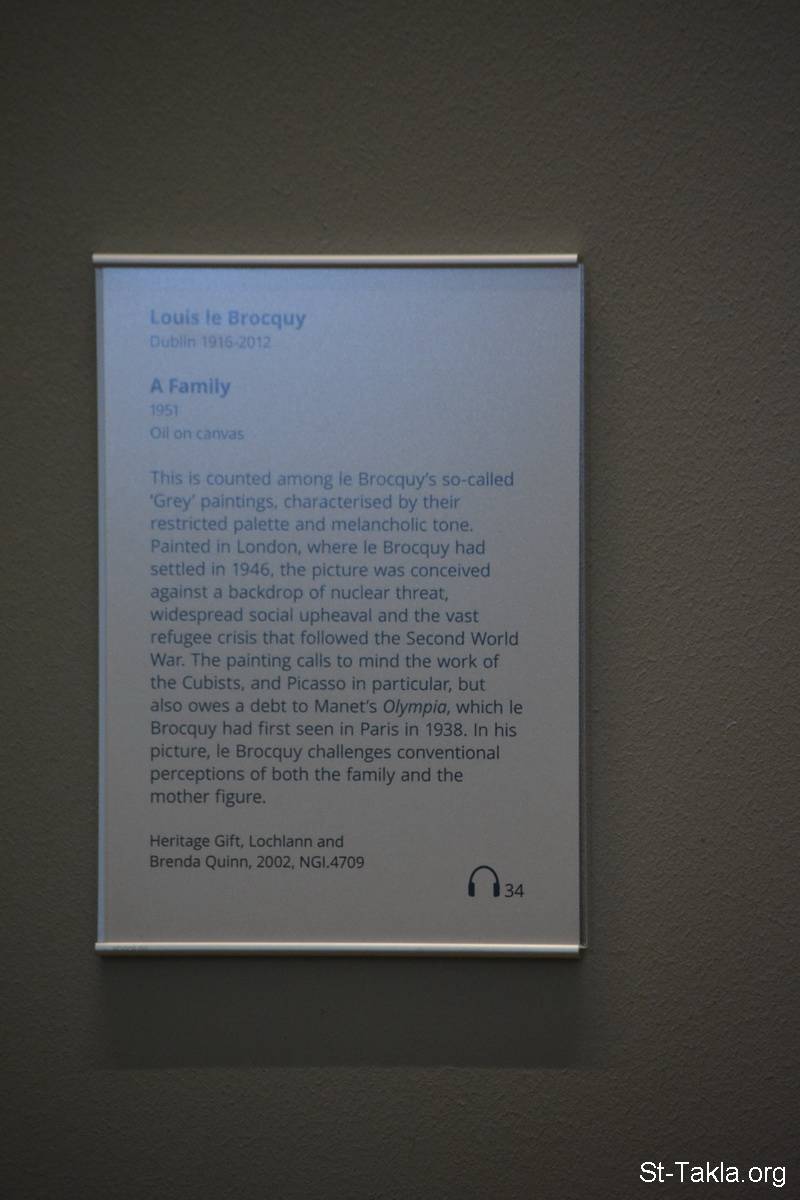 Louis le Brocquy
Dublin 1916-2012
A Family
1951
Oil on canvas
This is counted among le Brocquy's so-called
'Grey' paintings, characterised by their
restricted palette and melancholic tone.
Painted in London, where le Brocquy had
settled in 1946, the picture was conceived
against a backdrop of nuclear threat,
widespread social upheaval and the vast
refugee crisis that followed the Second World
War. The painting calls to mind the work of
the Cubists, and Picasso in particular, but
also owes a debt to Manet's Olympia, which le
Brocquy had first seen in Paris in 1938. In his
picture, le Brocquy challenges conventional
perceptions of both the family and the
mother figure.
Heritage Gift, Lochlann and
Brenda Quinn, 2002, NGI.4709
34
St-Takla.org